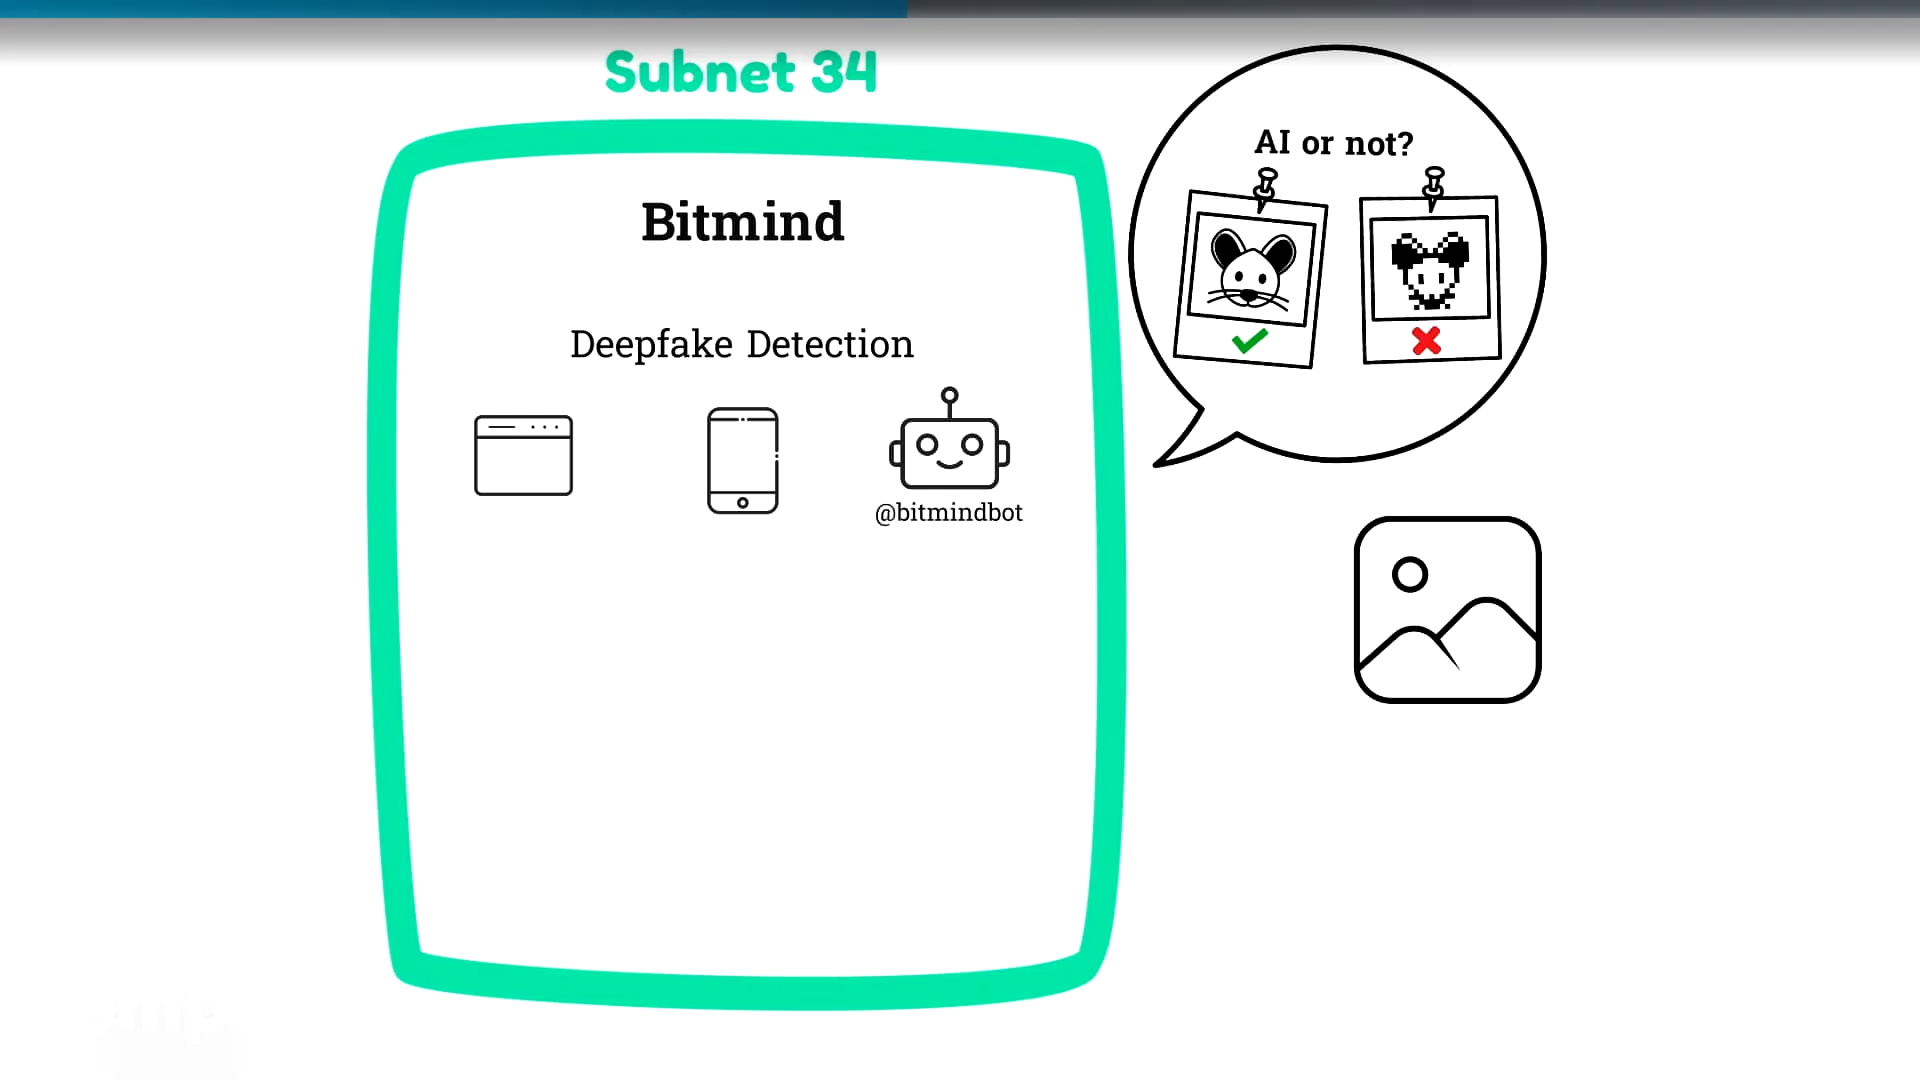 Subnet 34
Bitmind
Deepfake Detection
@bitmindbot
AI or not?